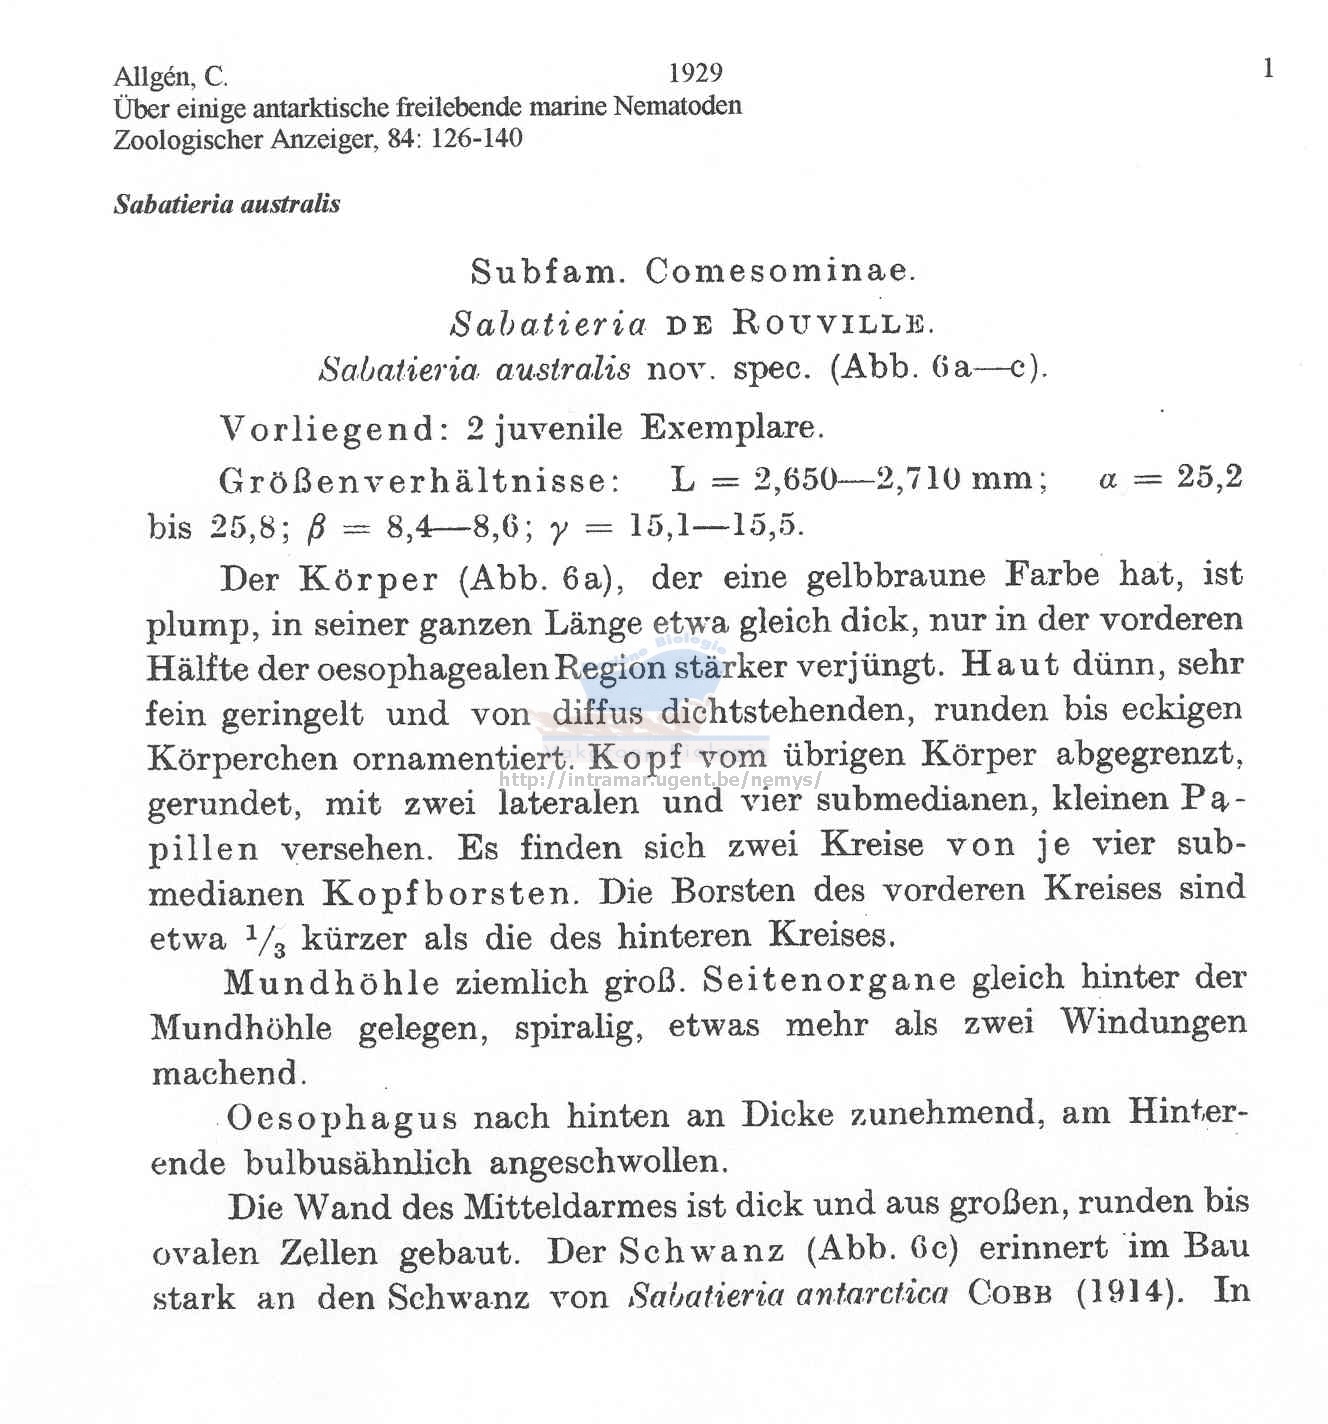 Allgén, C. 1929 1
Über einige antarktische freilebende marine Nematoden
Zoologischer Anzeiger, 84: 126-140
Sabatieria australis
Subfam. Comesominae.
Sabatieria DE ROUVILLE.
Sabatieria australis nov. spec. (Abb. 6a—c).
Vorliegend: 2 juvenile Exemplare.
Größenverhältnisse: L = 2,650—2,710 mm; α = 25,2
bis 25,8; β = 8,4—8,6; γ = 15,1—15,5.
Der Körper (Abb. 6a), der eine gelbbraune Farbe hat, ist
plump, in seiner ganzen Länge etwa gleich dick, nur in der vorderen
Hälfte der oesophagealen Region stärker verjüngt. Haut dünn, sehr
fein geringelt und von diffus dichtstehenden, runden bis eckigen
Körperchen ornamentiert. Kopf vom übrigen Körper abgegrenzt,
http://intramar.ugent.be/nemys/
gerundet, mit zwei lateralen und vier submedianen, kleinen Pa-
pillen versehen. Es finden sich zwei Kreise von je vier sub-
medianen Kopfborsten. Die Borsten des vorderen Kreises sind
etwa 1/3 kürzer als die des hinteren Kreises.
Mundhöhle ziemlich groß. Seitenorgane gleich hinter der
Mundhöhle gelegen, spiralig, etwas mehr als zwei Windungen
machend.
Oesophagus nach hinten an Dicke zunehmend, am Hinter-
ende bulbusähnlich angeschwollen.
Die Wand des Mitteldarmes ist dick und aus großen, runden bis
ovalen Zellen gebaut. Der Schwanz (Abb. 6c) erinnert im Bau
stark an den Schwanz von Sabatieria antarctica COBB (1914). In